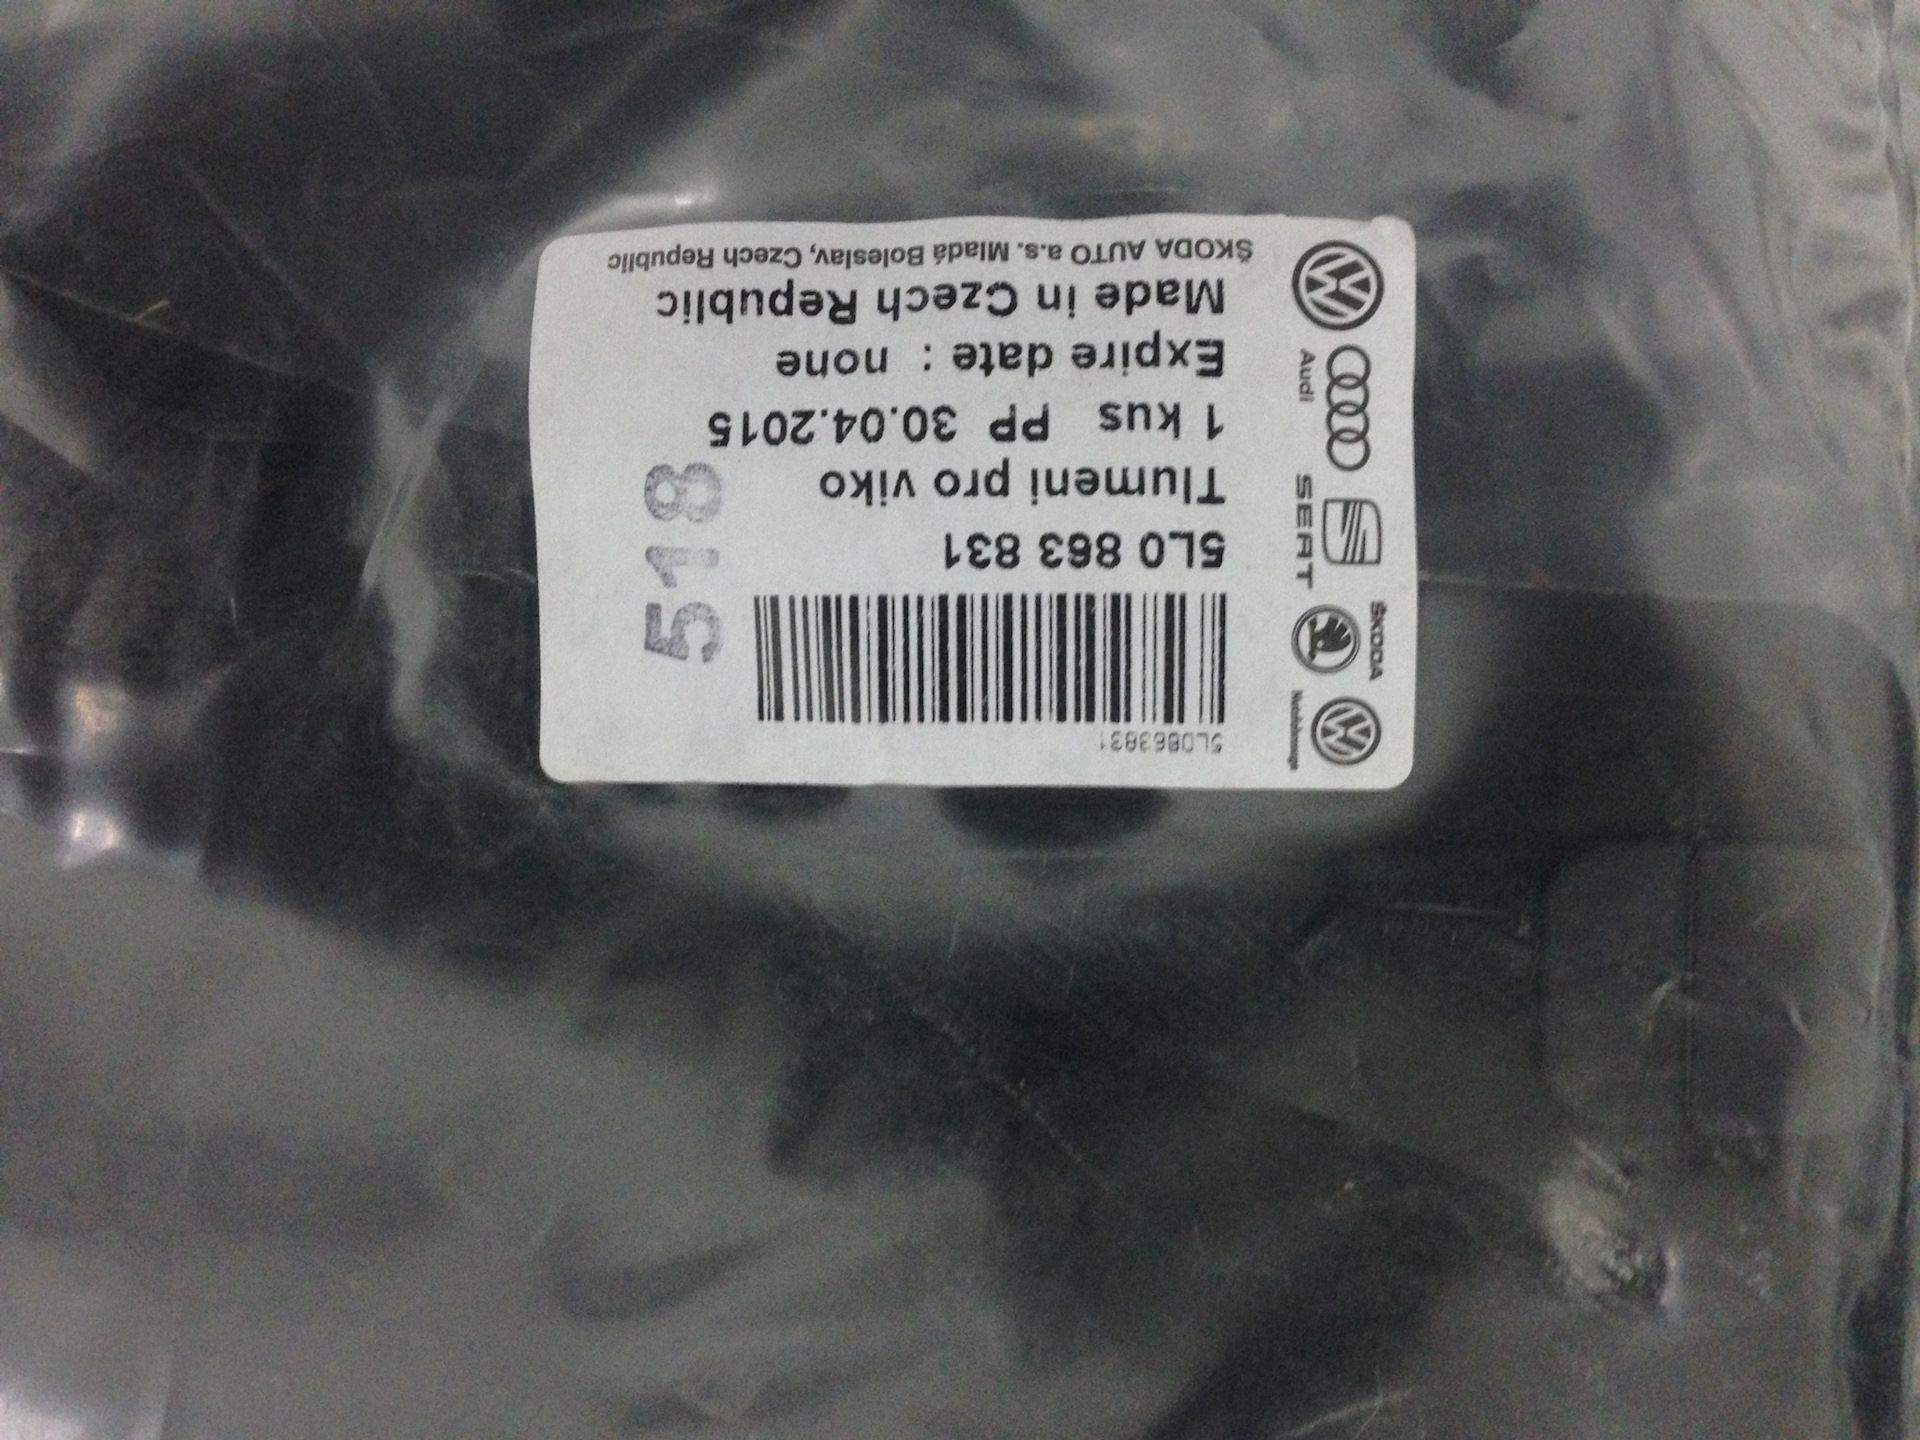 5L0863831
5L0 863 831
Tlumeni pro viko
1 kus PP 30.04.2015
Expire date : none
Made in Czech Republic
ŠKODA AUTO a.s. Mladá Boleslav, Czech Republic
518
Nutzfahrzeuge
ŠKODA
SEAT
Audi